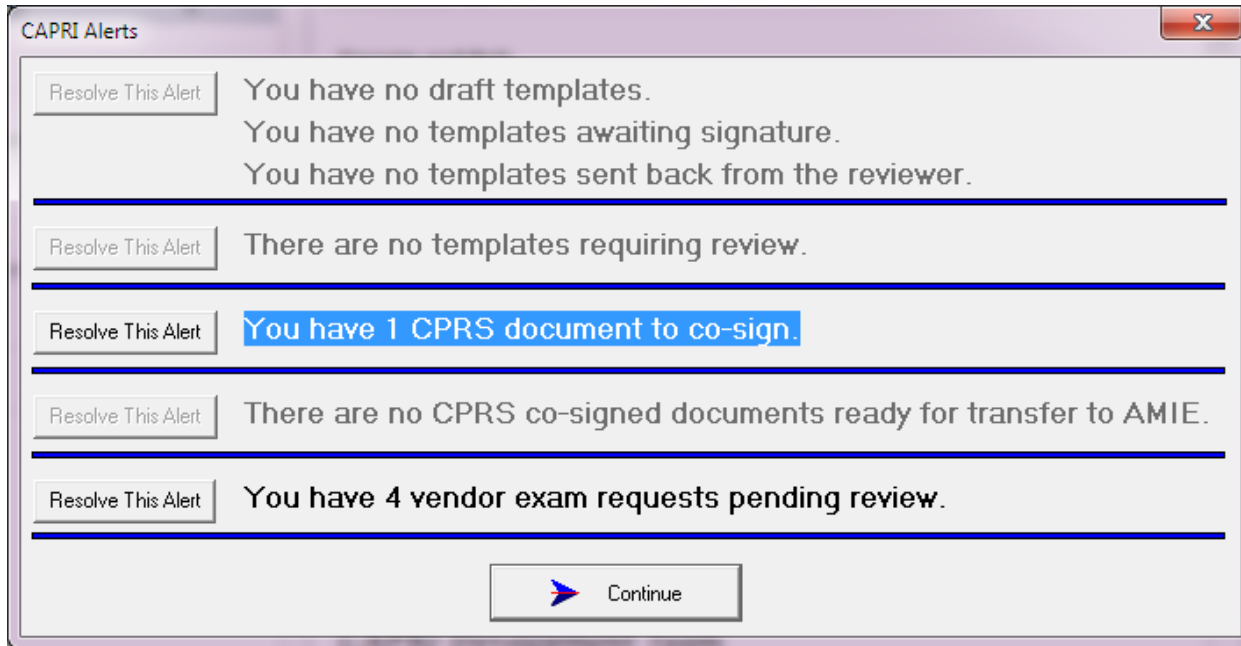 CAPRI Alerts
Resolve This Alert You have no draft templates.
You have no templates awaiting signature.
You have no templates sent back from the reviewer.
Resolve This Alert There are no templates requiring review.
Resolve This Alert You have 1 CPRS document to co-sign.
Resolve This Alert There are no CPRS co-signed documents ready for transfer to AMIE.
Resolve This Alert You have 4 vendor exam requests pending review.
Continue